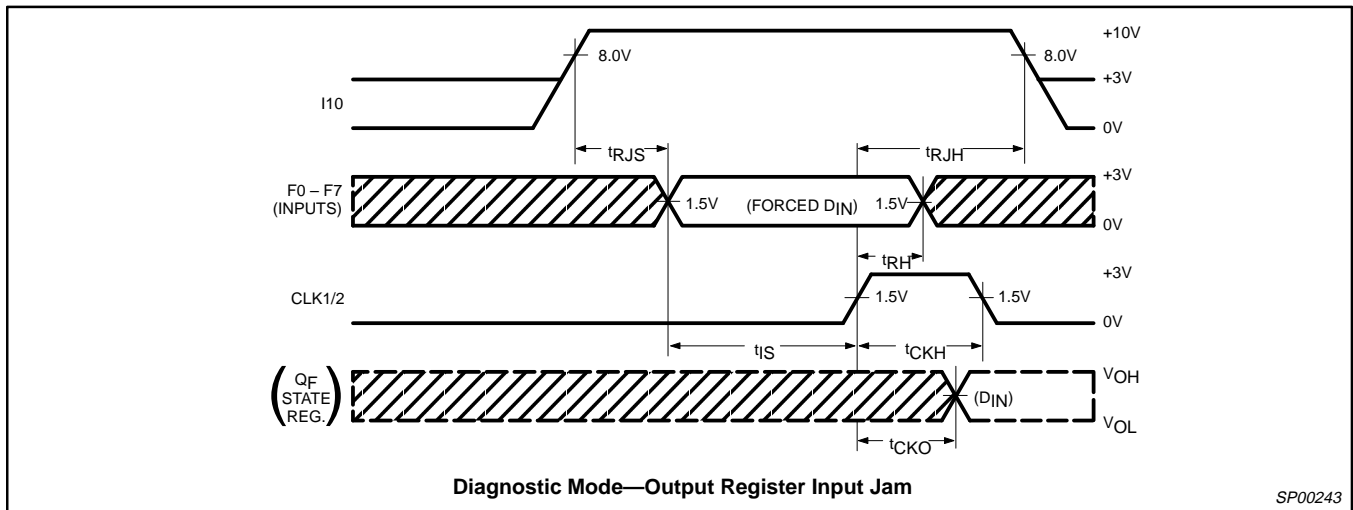 +10V
8.0V
8.0V
+3V
I10
0V
tRJS
tRJH
+3V
F0 – F7
(INPUTS)
1.5V
(FORCED DIN)
1.5V
0V
tRH
+3V
CLK1/2
1.5V
1.5V
0V
tIS
tCKH
VOH
QF
STATE
REG.
(DIN)
VOL
tCKO
Diagnostic Mode—Output Register Input Jam
SP00243